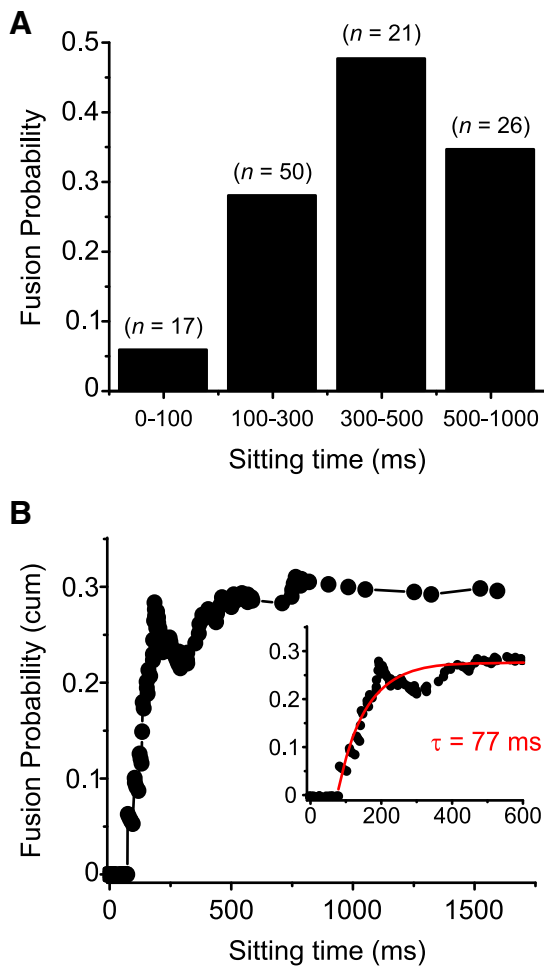 A
Fusion Probability
0.5
0.4
0.3
0.2
0.1
0
(n = 17)
(n = 50)
(n = 21)
(n = 26)
0-100
100-300
300-500
500-1000
Sitting time (ms)
B
Fusion Probability (cum)
0.3
0.2
0.1
0
0
500
1000
1500
Sitting time (ms)
0.3
0.2
0.1
0
0
200
400
600
τ = 77 ms